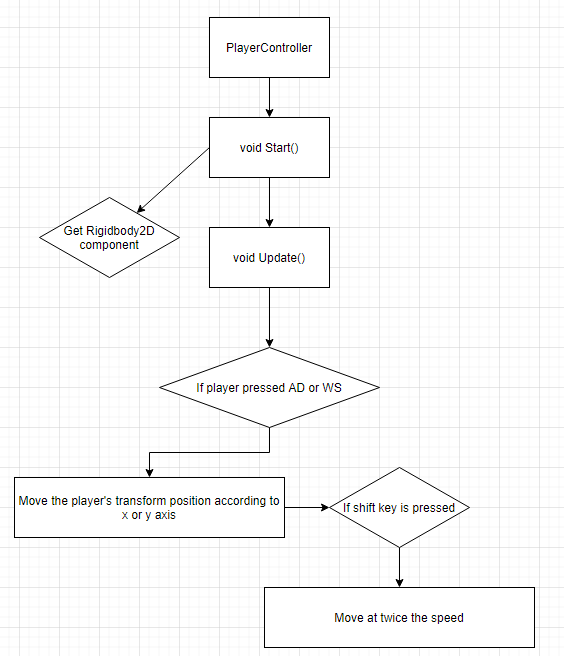 PlayerController
void Start()
Get Rigidbody2D
component
void Update()
If player pressed AD or WS
Move the player's transform position according to
x or y axis
If shift key is pressed
Move at twice the speed